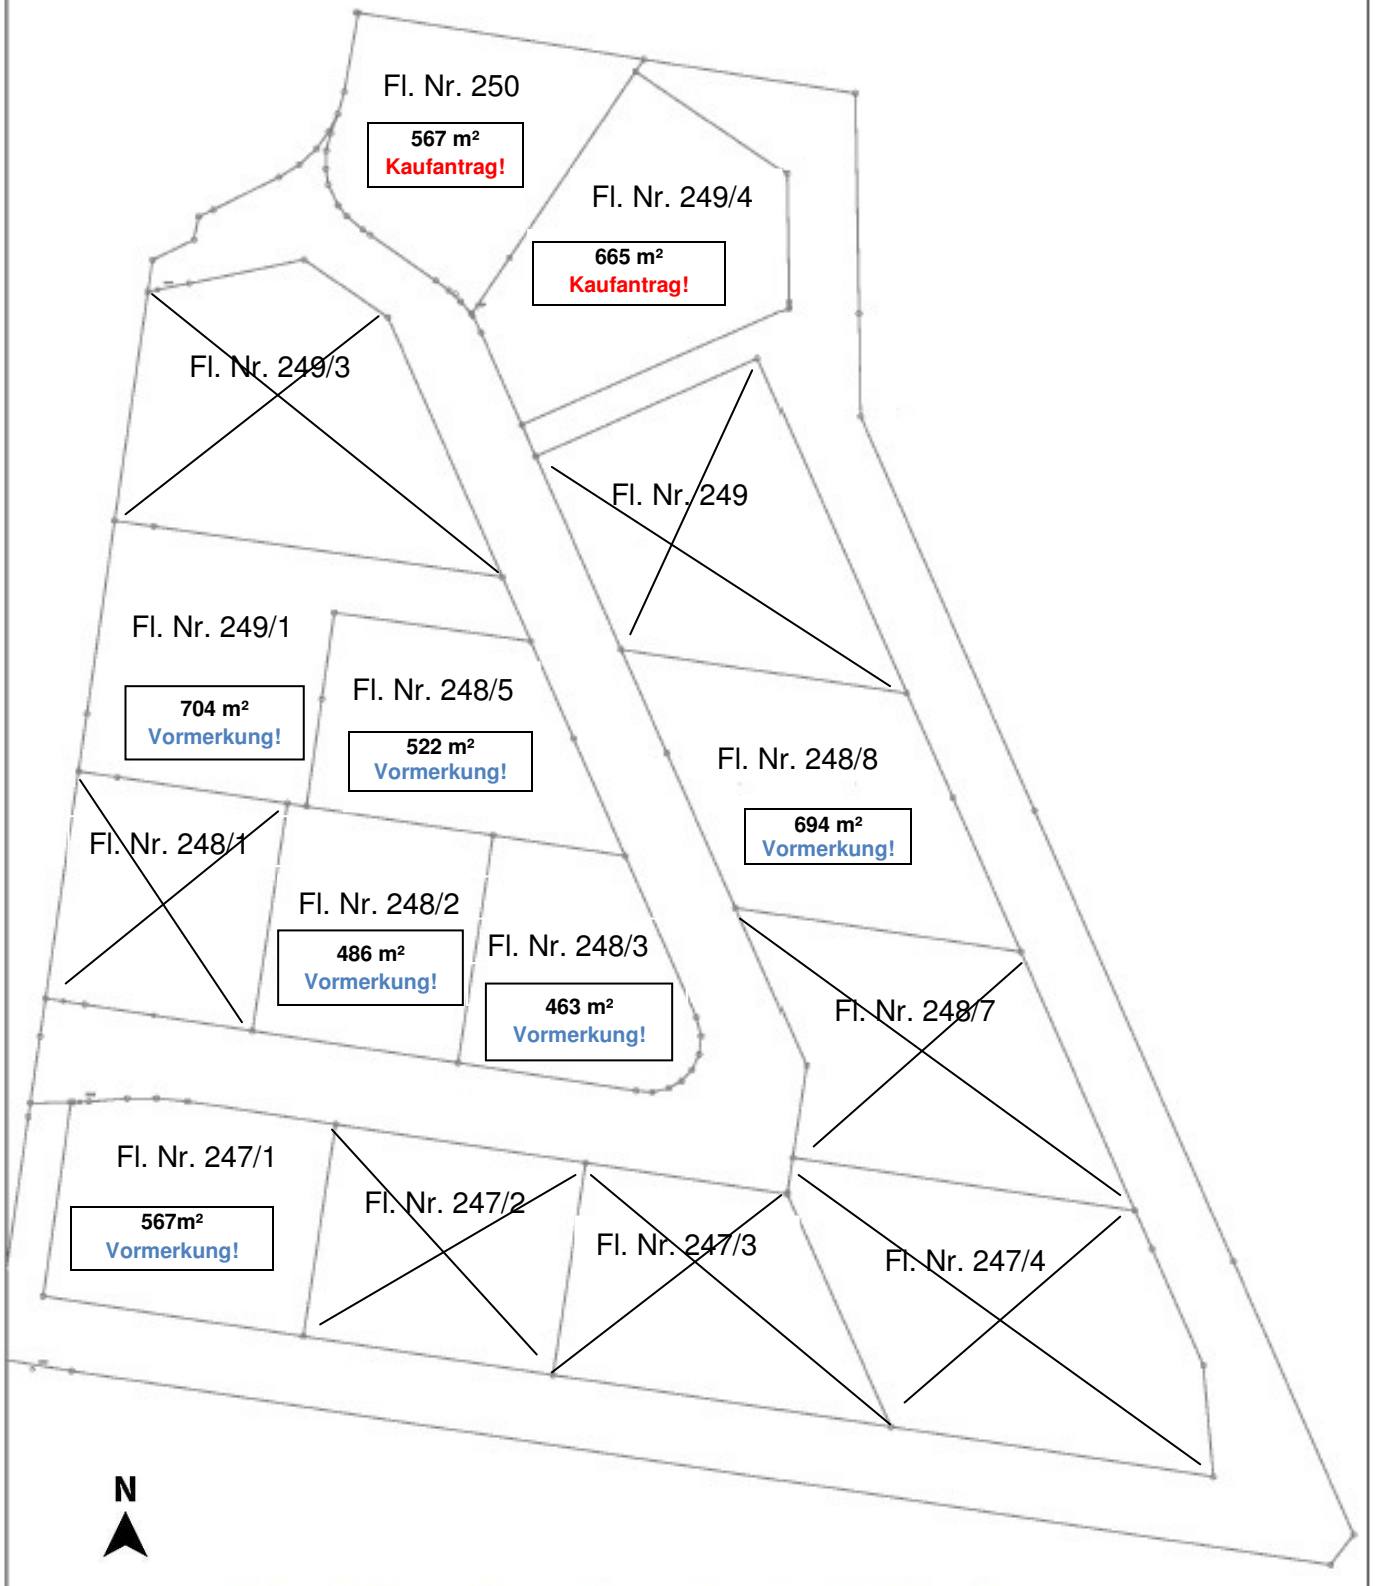 Fl. Nr. 250
567 m²
Kaufantrag!
Fl. Nr. 249/4
665 m²
Kaufantrag!
Fl. Nr. 249/3
Fl. Nr. 249
Fl. Nr. 249/1
704 m²
Vormerkung!
Fl. Nr. 248/5
522 m²
Vormerkung!
Fl. Nr. 248/8
694 m²
Vormerkung!
Fl. Nr. 248/1
Fl. Nr. 248/2
486 m²
Vormerkung!
Fl. Nr. 248/3
463 m²
Vormerkung!
Fl. Nr. 248/7
Fl. Nr. 247/1
567m²
Vormerkung!
Fl. Nr. 247/2
Fl. Nr. 247/3
Fl. Nr. 247/4
N